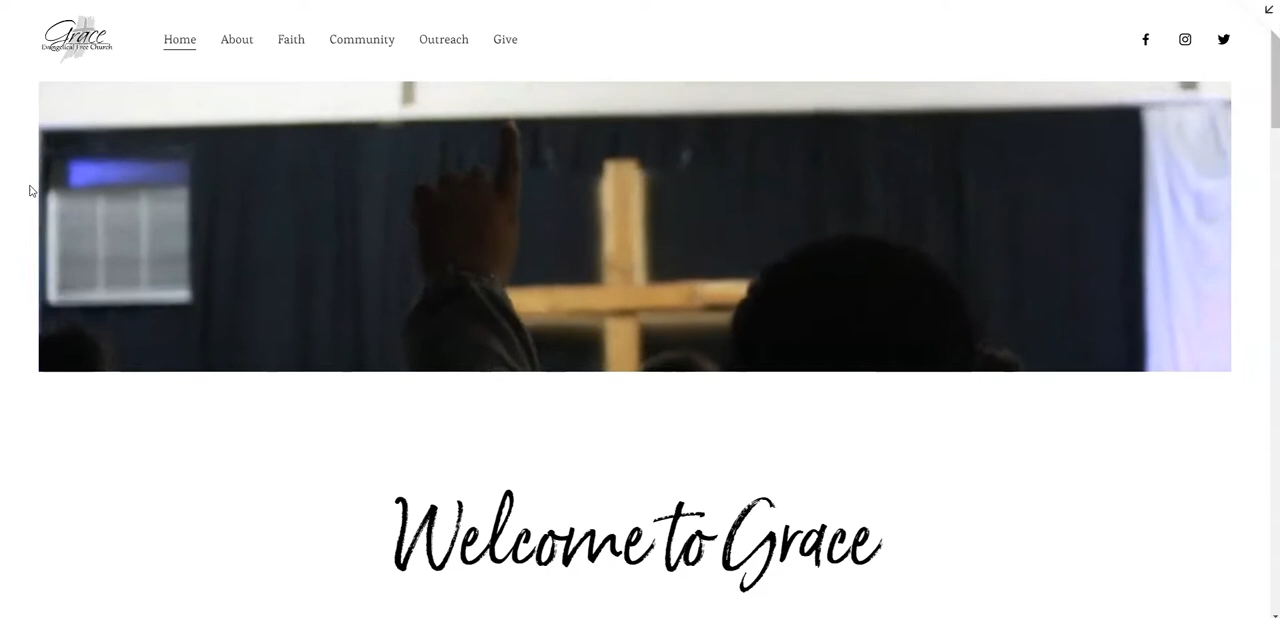 Grace
Evangelical Free Church
Home
About
Faith
Community
Outreach
Give
Welcome to Grace